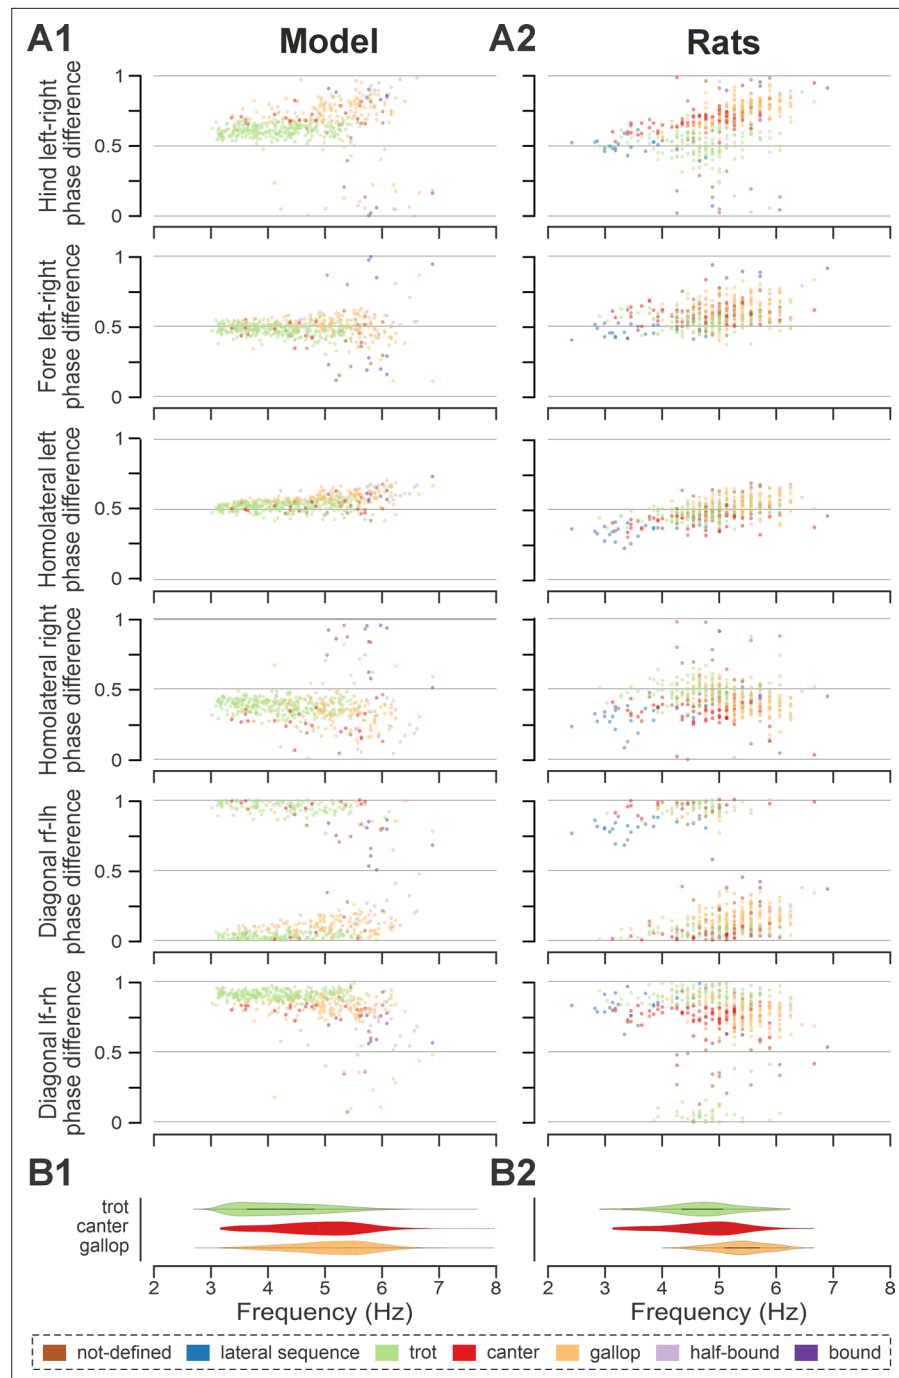 A1 Model A2 Rats
Hind left-right
phase difference
1
0.5
0
Fore left-right
phase difference
1
0.5
0
Homolateral left
phase difference
1
0.5
0
Homolateral right
phase difference
1
0.5
0
Diagonal rf-lh
phase difference
1
0.5
0
Diagonal lf-rh
phase difference
1
0.5
0
B1 B2
trot
canter
gallop
2 3 4 5 6 7 8 2 3 4 5 6 7 8
Frequency (Hz) Frequency (Hz)
not-defined lateral sequence trot canter gallop half-bound bound